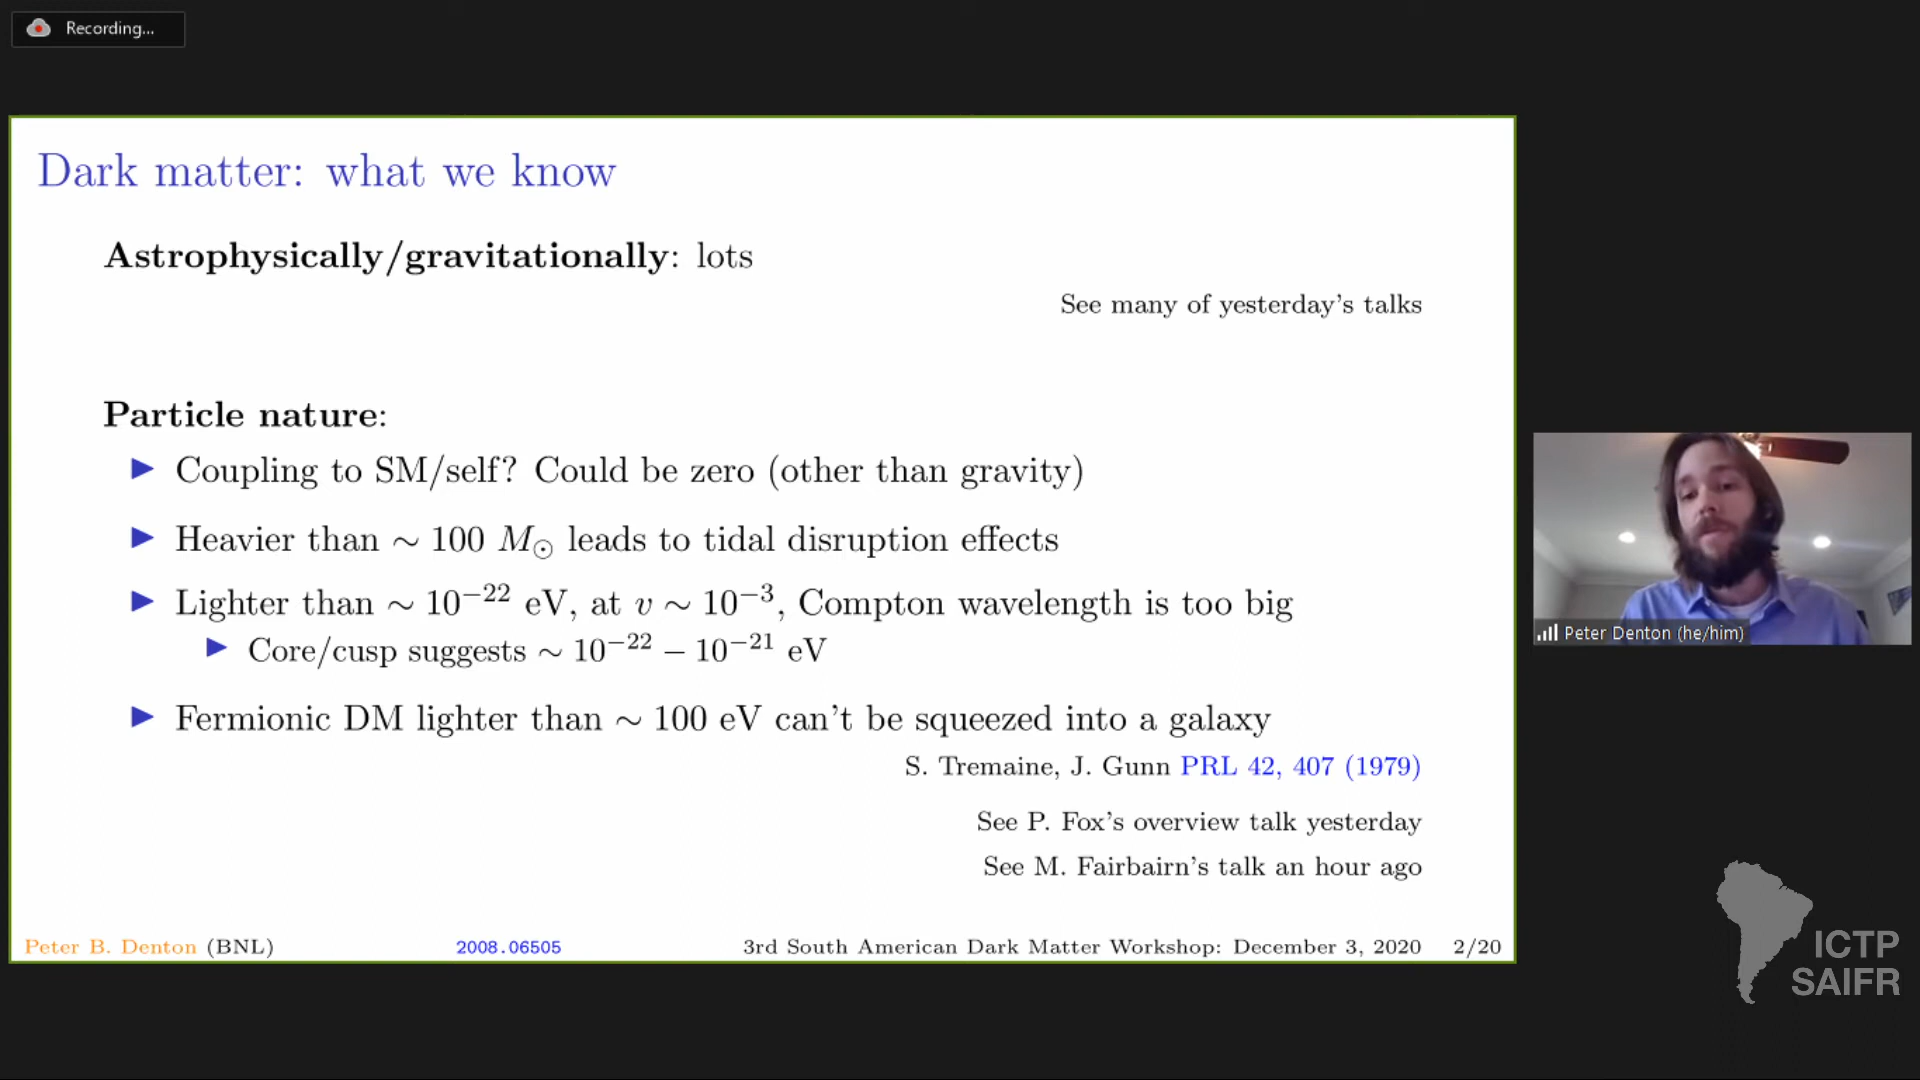 Recording...
Dark matter: what we know
Astrophysically/gravitationally: lots
See many of yesterday's talks
Particle nature:
▶ Coupling to SM/self? Could be zero (other than gravity)
▶ Heavier than ∼ 100 M⊙ leads to tidal disruption effects
▶ Lighter than ∼ 10⁻²² eV, at v ∼ 10⁻³, Compton wavelength is too big
▶ Core/cusp suggests ∼ 10⁻²² − 10⁻²¹ eV
▶ Fermionic DM lighter than ∼ 100 eV can't be squeezed into a galaxy
S. Tremaine, J. Gunn PRL 42, 407 (1979)
See P. Fox's overview talk yesterday
See M. Fairbairn's talk an hour ago
Peter B. Denton (BNL) 2008.06505 3rd South American Dark Matter Workshop: December 3, 2020 2/20
Peter Denton (he/him)
ICTP
SAIFR